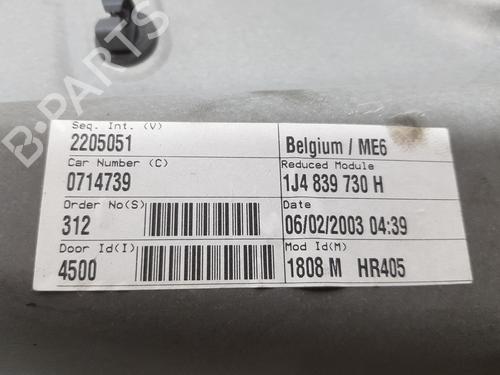 Seq. Int. (V)
2205051
Belgium / ME6
Car Number (C)
0714739
Reduced Module
1J4 839 730 H
Order No(S)
312
Date
06/02/2003 04:39
Door Id(I)
4500
Mod Id(M)
1808 M HR405
B-PARTS